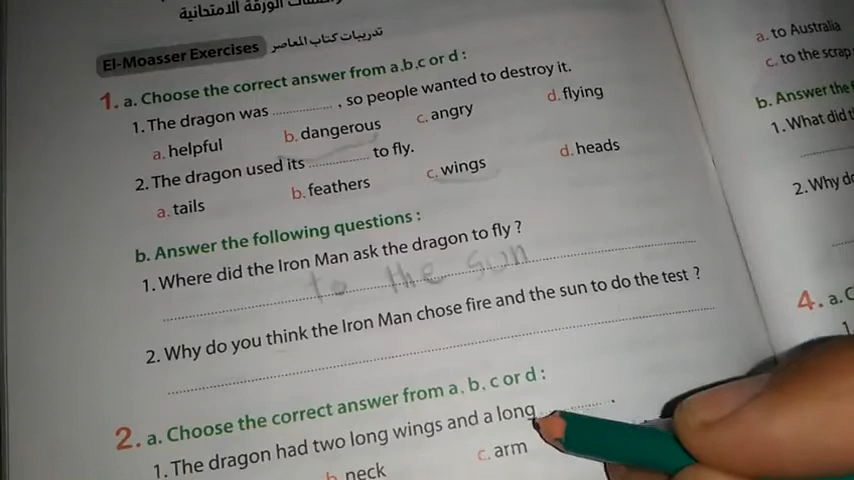 الورقة الامتحانية
El-Moasser Exercises تدريبات كتاب المعاصر
1. a. Choose the correct answer from a,b,c or d :
1. The dragon was ............... , so people wanted to destroy it.
a. helpful b. dangerous c. angry d. flying
2. The dragon used its ............... to fly.
a. tails b. feathers c. wings d. heads
b. Answer the following questions :
1. Where did the Iron Man ask the dragon to fly ?
to the sun
2. Why do you think the Iron Man chose fire and the sun to do the test ?
2. a. Choose the correct answer from a, b, c or d :
1. The dragon had two long wings and a long ............... .
b. neck c. arm
a. to Australia
c. to the scrap
b. Answer the
1. What did
2. Why
4. a.
1.